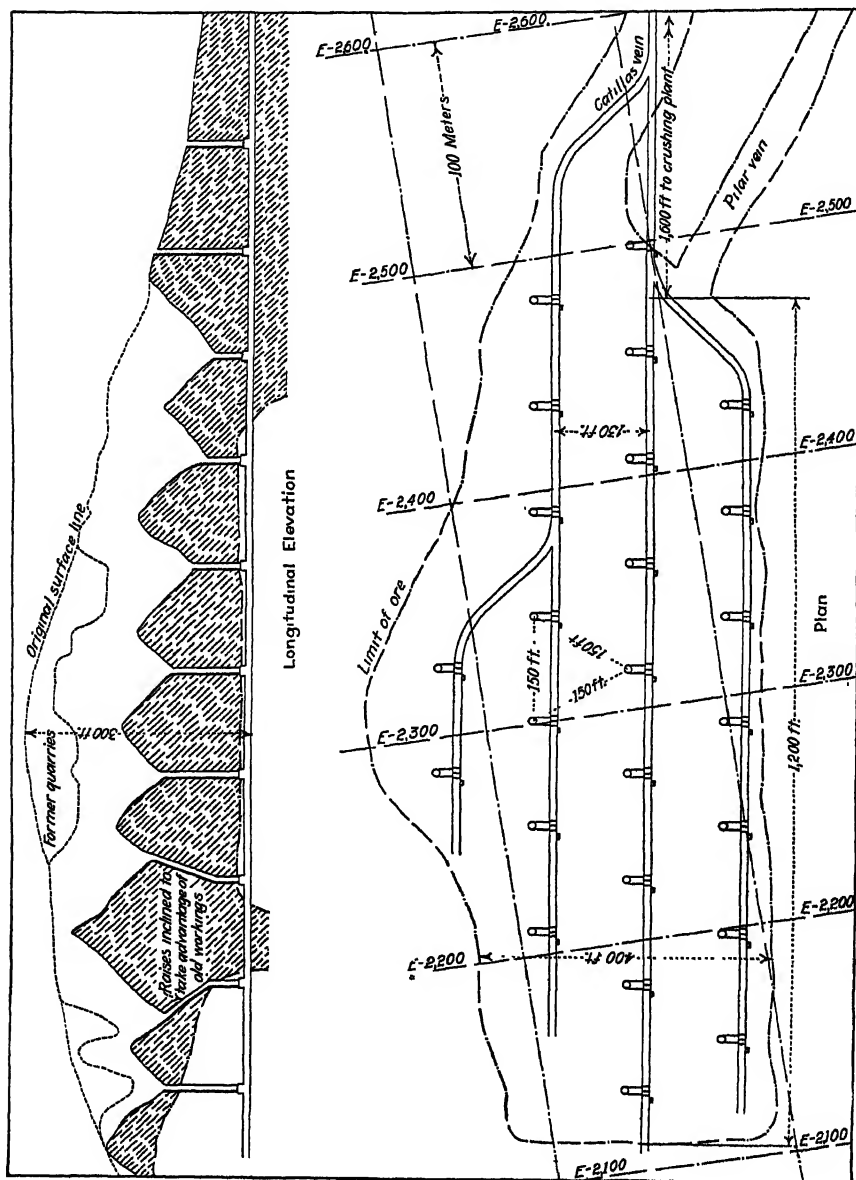 Original surface line
Former quarries
300 ft.
Raises inclined to
take advantage of
old workings
Longitudinal Elevation
E-2,600
E-2,600
100 Meters
Catillas vein
1,600 ft to crushing plant
Pilar vein
E-2,500
E-2,500
130 ft.
E-2,400
E-2,400
Limit of ore
150 ft.
150 ft.
150 ft.
E-2,300
E-2,300
1,200 ft.
E-2,200
E-2,200
400 ft.
E-2,100
E-2,100
Plan